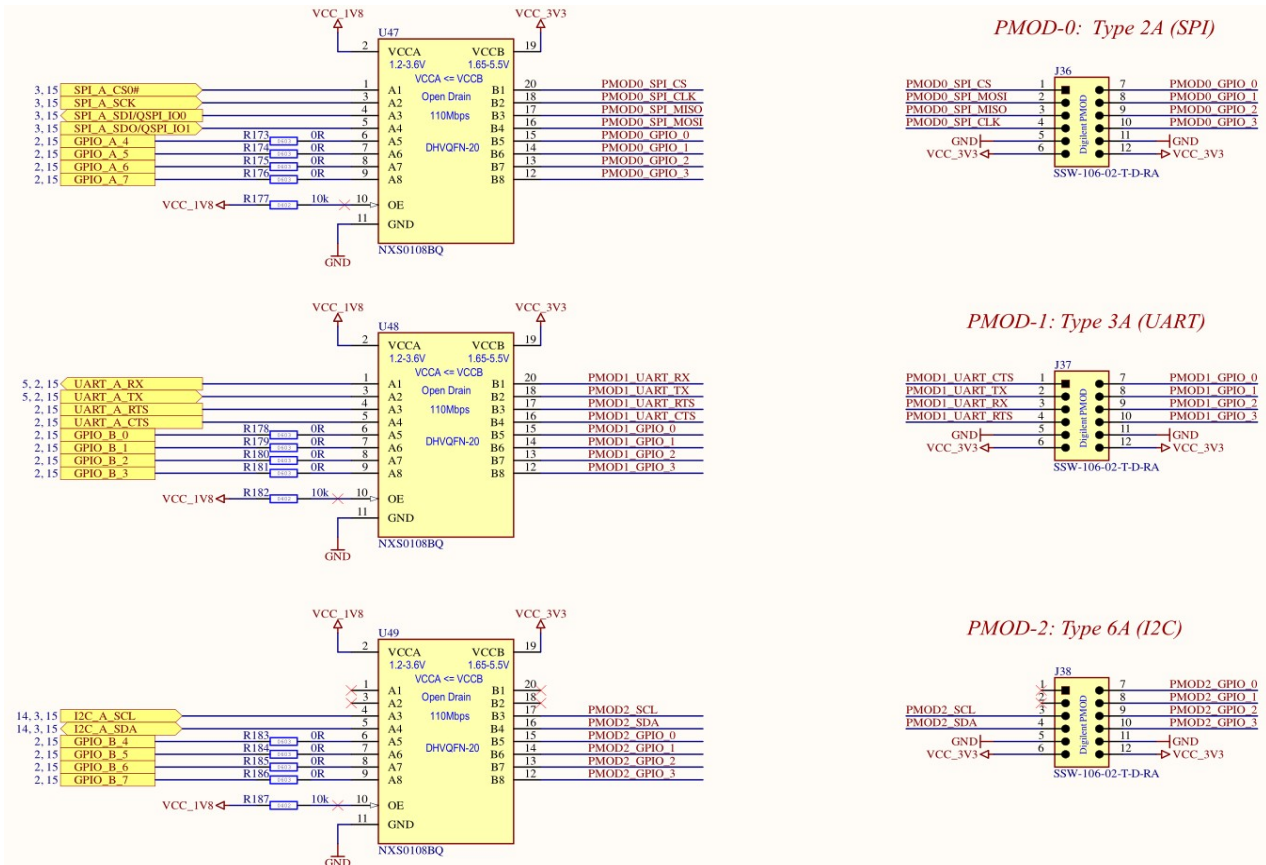 VCC_1V8 VCC_3V3
PMOD-0: Type 2A (SPI)
U47
2 VCCA VCCB 19
1.2-3.6V 1.65-5.5V
VCCA <= VCCB
Open Drain
110Mbps
DHVQFN-20
3, 15 SPI_A_CS0# 1 A1 B1 20 PMOD0_SPI_CS
3, 15 SPI_A_SCK 3 A2 B2 18 PMOD0_SPI_CLK
3, 15 SPI_A_SDI/QSPI_IO0 4 A3 B3 17 PMOD0_SPI_MISO
3, 15 SPI_A_SDO/QSPI_IO1 5 A4 B4 16 PMOD0_SPI_MOSI
2, 15 GPIO_A_4 R173 0402 0R 6 A5 B5 15 PMOD0_GPIO_0
2, 15 GPIO_A_5 R174 0402 0R 7 A6 B6 14 PMOD0_GPIO_1
2, 15 GPIO_A_6 R175 0402 0R 8 A7 B7 13 PMOD0_GPIO_2
2, 15 GPIO_A_7 R176 0402 0R 9 A8 B8 12 PMOD0_GPIO_3
VCC_1V8 R177 0402 10k 10 OE
11 GND
GND
NXS0108BQ
J36
PMOD0_SPI_CS 1 7 PMOD0_GPIO_0
PMOD0_SPI_MOSI 2 8 PMOD0_GPIO_1
PMOD0_SPI_MISO 3 9 PMOD0_GPIO_2
PMOD0_SPI_CLK 4 10 PMOD0_GPIO_3
GND 5 11 GND
VCC_3V3 6 12 VCC_3V3
Digilent PMOD
SSW-106-02-T-D-RA
VCC_1V8 VCC_3V3
PMOD-1: Type 3A (UART)
U48
2 VCCA VCCB 19
1.2-3.6V 1.65-5.5V
VCCA <= VCCB
Open Drain
110Mbps
DHVQFN-20
5, 2, 15 UART_A_RX 1 A1 B1 20 PMOD1_UART_RX
5, 2, 15 UART_A_TX 3 A2 B2 18 PMOD1_UART_TX
2, 15 UART_A_RTS 4 A3 B3 17 PMOD1_UART_RTS
2, 15 UART_A_CTS 5 A4 B4 16 PMOD1_UART_CTS
2, 15 GPIO_B_0 R178 0402 0R 6 A5 B5 15 PMOD1_GPIO_0
2, 15 GPIO_B_1 R179 0402 0R 7 A6 B6 14 PMOD1_GPIO_1
2, 15 GPIO_B_2 R180 0402 0R 8 A7 B7 13 PMOD1_GPIO_2
2, 15 GPIO_B_3 R181 0402 0R 9 A8 B8 12 PMOD1_GPIO_3
VCC_1V8 R182 0402 10k 10 OE
11 GND
GND
NXS0108BQ
J37
PMOD1_UART_CTS 1 7 PMOD1_GPIO_0
PMOD1_UART_TX 2 8 PMOD1_GPIO_1
PMOD1_UART_RX 3 9 PMOD1_GPIO_2
PMOD1_UART_RTS 4 10 PMOD1_GPIO_3
GND 5 11 GND
VCC_3V3 6 12 VCC_3V3
Digilent PMOD
SSW-106-02-T-D-RA
VCC_1V8 VCC_3V3
PMOD-2: Type 6A (I2C)
U49
2 VCCA VCCB 19
1.2-3.6V 1.65-5.5V
VCCA <= VCCB
Open Drain
110Mbps
DHVQFN-20
1 A1 B1 20
3 A2 B2 18
14, 3, 15 I2C_A_SCL 4 A3 B3 17 PMOD2_SCL
14, 3, 15 I2C_A_SDA 5 A4 B4 16 PMOD2_SDA
2, 15 GPIO_B_4 R183 0402 0R 6 A5 B5 15 PMOD2_GPIO_0
2, 15 GPIO_B_5 R184 0402 0R 7 A6 B6 14 PMOD2_GPIO_1
2, 15 GPIO_B_6 R185 0402 0R 8 A7 B7 13 PMOD2_GPIO_2
2, 15 GPIO_B_7 R186 0402 0R 9 A8 B8 12 PMOD2_GPIO_3
VCC_1V8 R187 0402 10k 10 OE
11 GND
GND
NXS0108BQ
J38
1 7 PMOD2_GPIO_0
2 8 PMOD2_GPIO_1
PMOD2_SCL 3 9 PMOD2_GPIO_2
PMOD2_SDA 4 10 PMOD2_GPIO_3
GND 5 11 GND
VCC_3V3 6 12 VCC_3V3
Digilent PMOD
SSW-106-02-T-D-RA